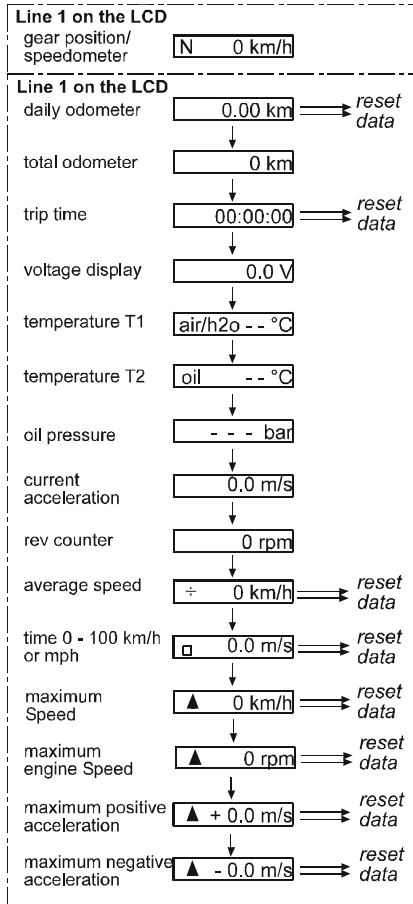 Line 1 on the LCD
gear position/
speedometer
N 0 km/h
Line 1 on the LCD
daily odometer
0.00 km
reset
data
total odometer
0 km
trip time
00:00:00
reset
data
voltage display
0.0 V
temperature T1
air/h2o - - °C
temperature T2
oil - - °C
oil pressure
- - - bar
current
acceleration
0.0 m/s
rev counter
0 rpm
average speed
÷ 0 km/h
reset
data
time 0 - 100 km/h
or mph
0.0 m/s
reset
data
maximum
Speed
▲ 0 km/h
reset
data
maximum
engine Speed
▲ 0 rpm
reset
data
maximum positive
acceleration
▲ + 0.0 m/s
reset
data
maximum negative
acceleration
▲ - 0.0 m/s
reset
data